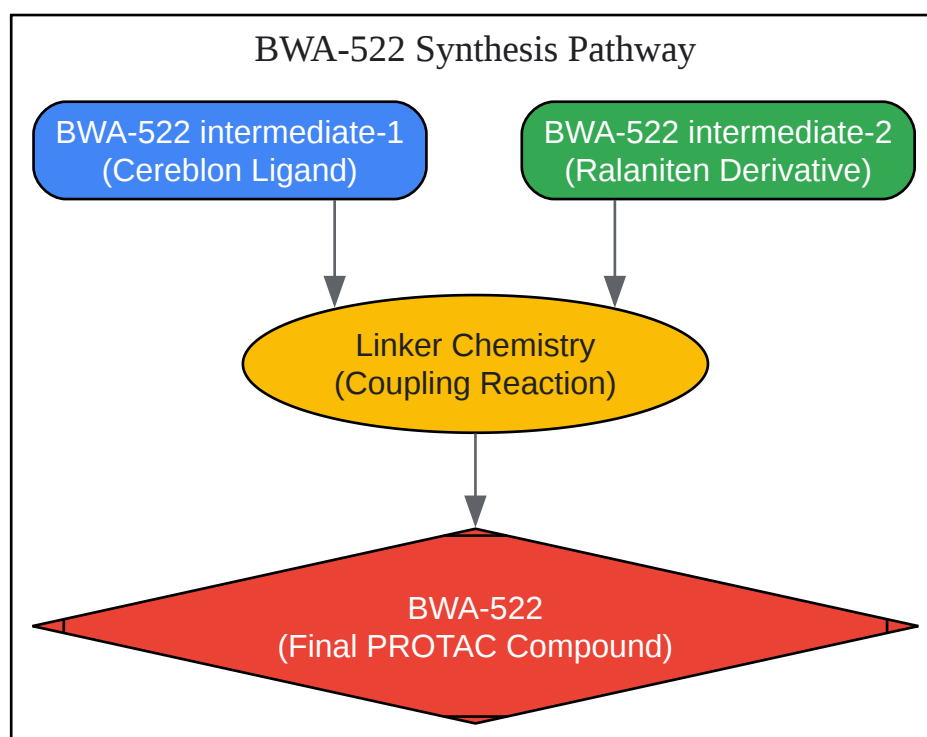 BWA-522 Synthesis Pathway
BWA-522 intermediate-1
(Cereblon Ligand)
BWA-522 intermediate-2
(Ralaniten Derivative)
Linker Chemistry
(Coupling Reaction)
BWA-522
(Final PROTAC Compound)